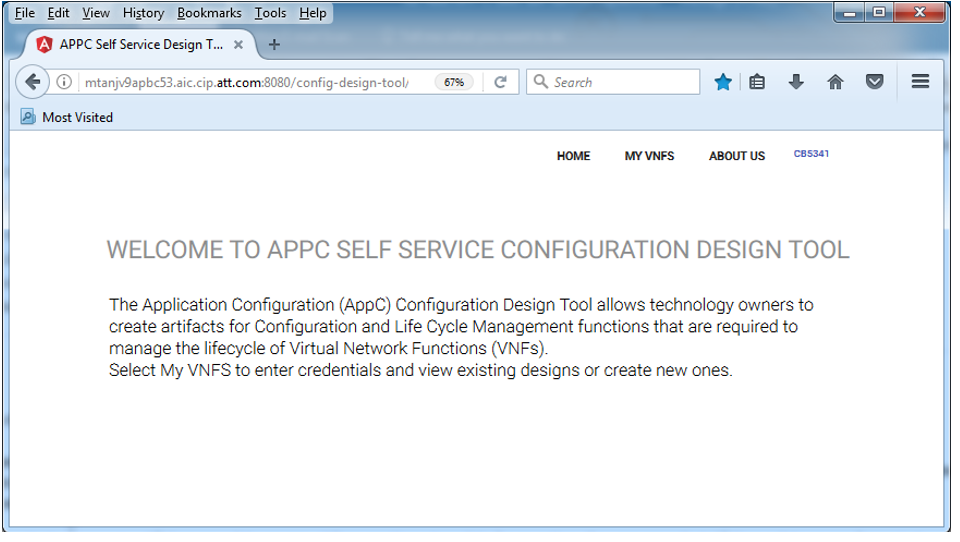 File Edit View History Bookmarks Tools Help
APPC Self Service Design T...
mtanjv9apbc53.aic.cip.att.com:8080/config-design-tool/ 67% Search
Most Visited
HOME MY VNFS ABOUT US CB5341
WELCOME TO APPC SELF SERVICE CONFIGURATION DESIGN TOOL
The Application Configuration (AppC) Configuration Design Tool allows technology owners to
create artifacts for Configuration and Life Cycle Management functions that are required to
manage the lifecycle of Virtual Network Functions (VNFs).
Select My VNFS to enter credentials and view existing designs or create new ones.